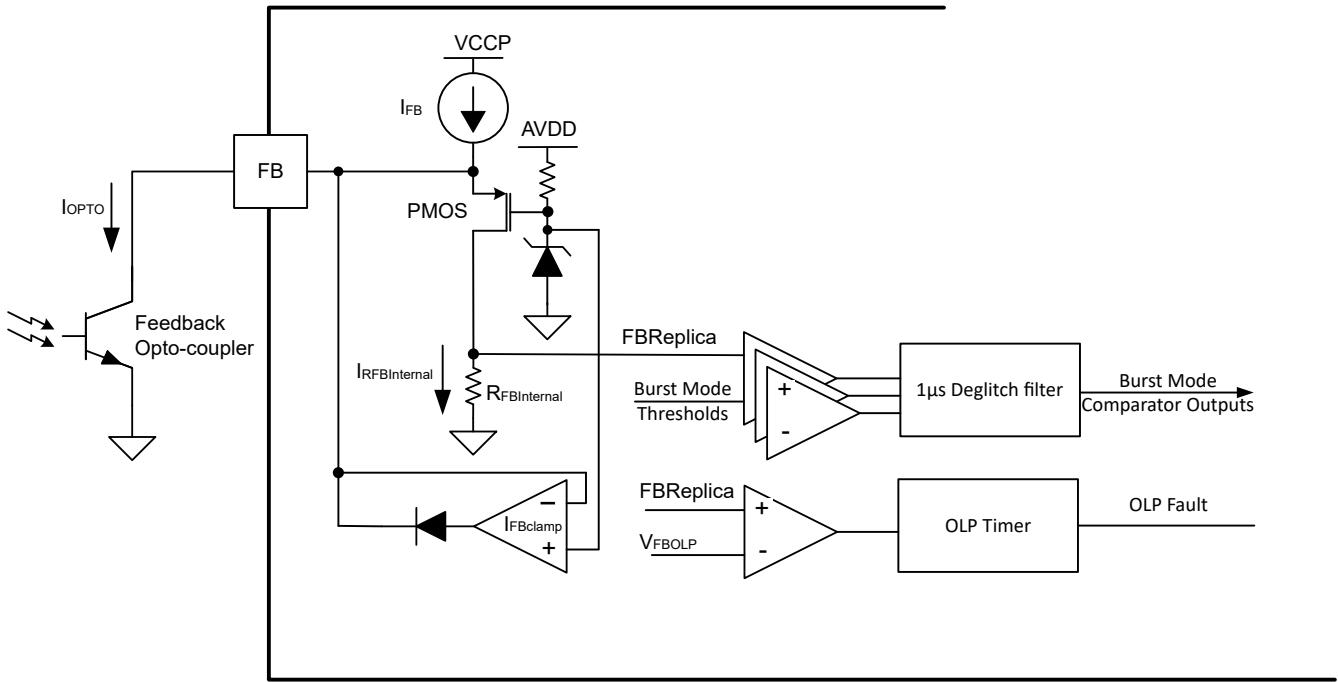 VCCP
IFB
AVDD
FB
IOPTO
PMOS
Feedback
Opto-coupler
FBReplica
IRFBInternal
RFBInternal
Burst Mode
Thresholds
+
-
1µs Deglitch filter
Burst Mode
Comparator Outputs
FBReplica
VFBOLP
+
-
OLP Timer
OLP Fault
−
IFBclamp
+